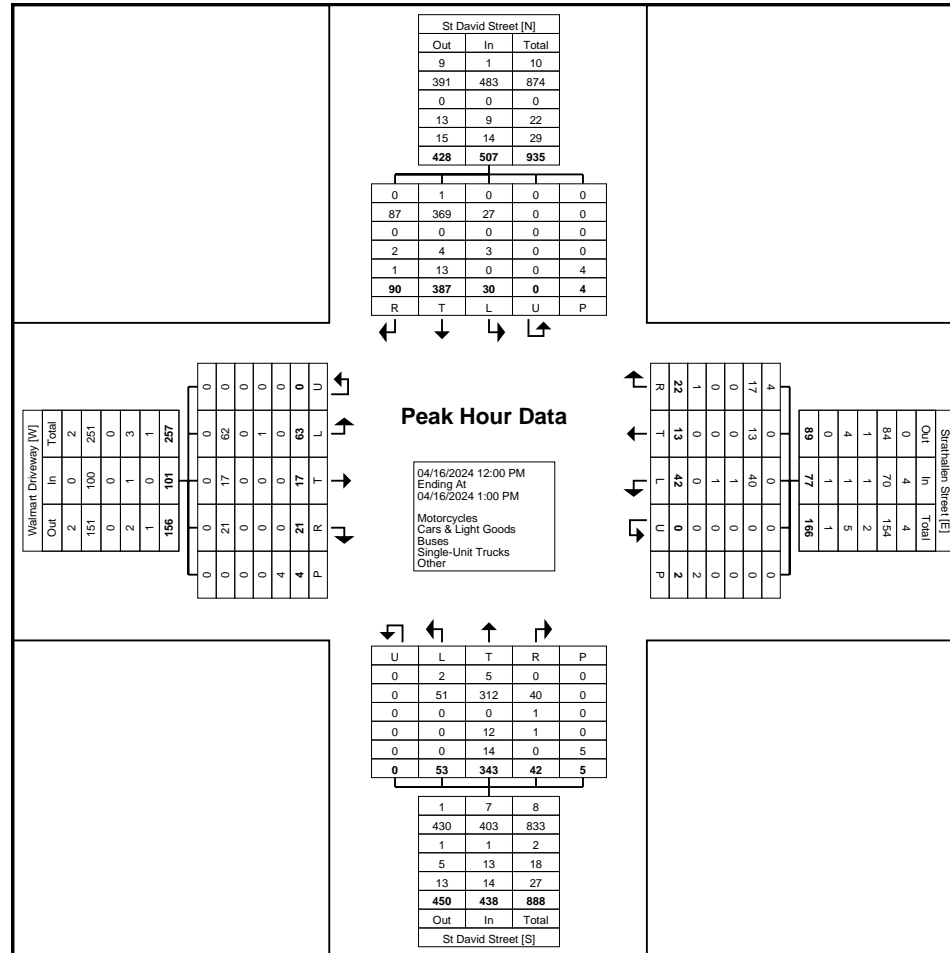 St David Street [N]
Out In Total
9 1 10
391 483 874
0 0 0
13 9 22
15 14 29
428 507 935
0 1 0 0 0
87 369 27 0 0
0 0 0 0 0
2 4 3 0 0
1 13 0 0 4
90 387 30 0 4
R T L U P
Walmart Driveway [W]
Out In Total
2 0 2
151 100 251
0 0 0
2 1 3
1 0 1
156 101 257
0 0 0 0 0
0 21 17 62 0
0 0 0 0 0
0 0 0 1 0
4 0 0 0 0
4 21 17 63 0
P R T L U
Peak Hour Data
04/16/2024 12:00 PM
Ending At
04/16/2024 1:00 PM
Motorcycles
Cars & Light Goods
Buses
Single-Unit Trucks
Other
Strathallen Street [E]
Out In Total
0 4 4
84 70 154
1 1 2
4 1 5
0 1 1
89 77 166
4 0 0 0 0
17 13 40 0 0
0 0 1 0 0
0 0 1 0 0
1 0 0 0 2
22 13 42 0 2
R T L U P
U L T R P
0 2 5 0 0
0 51 312 40 0
0 0 0 1 0
0 0 12 1 0
0 0 14 0 5
0 53 343 42 5
1 7 8
430 403 833
1 1 2
5 13 18
13 14 27
450 438 888
Out In Total
St David Street [S]